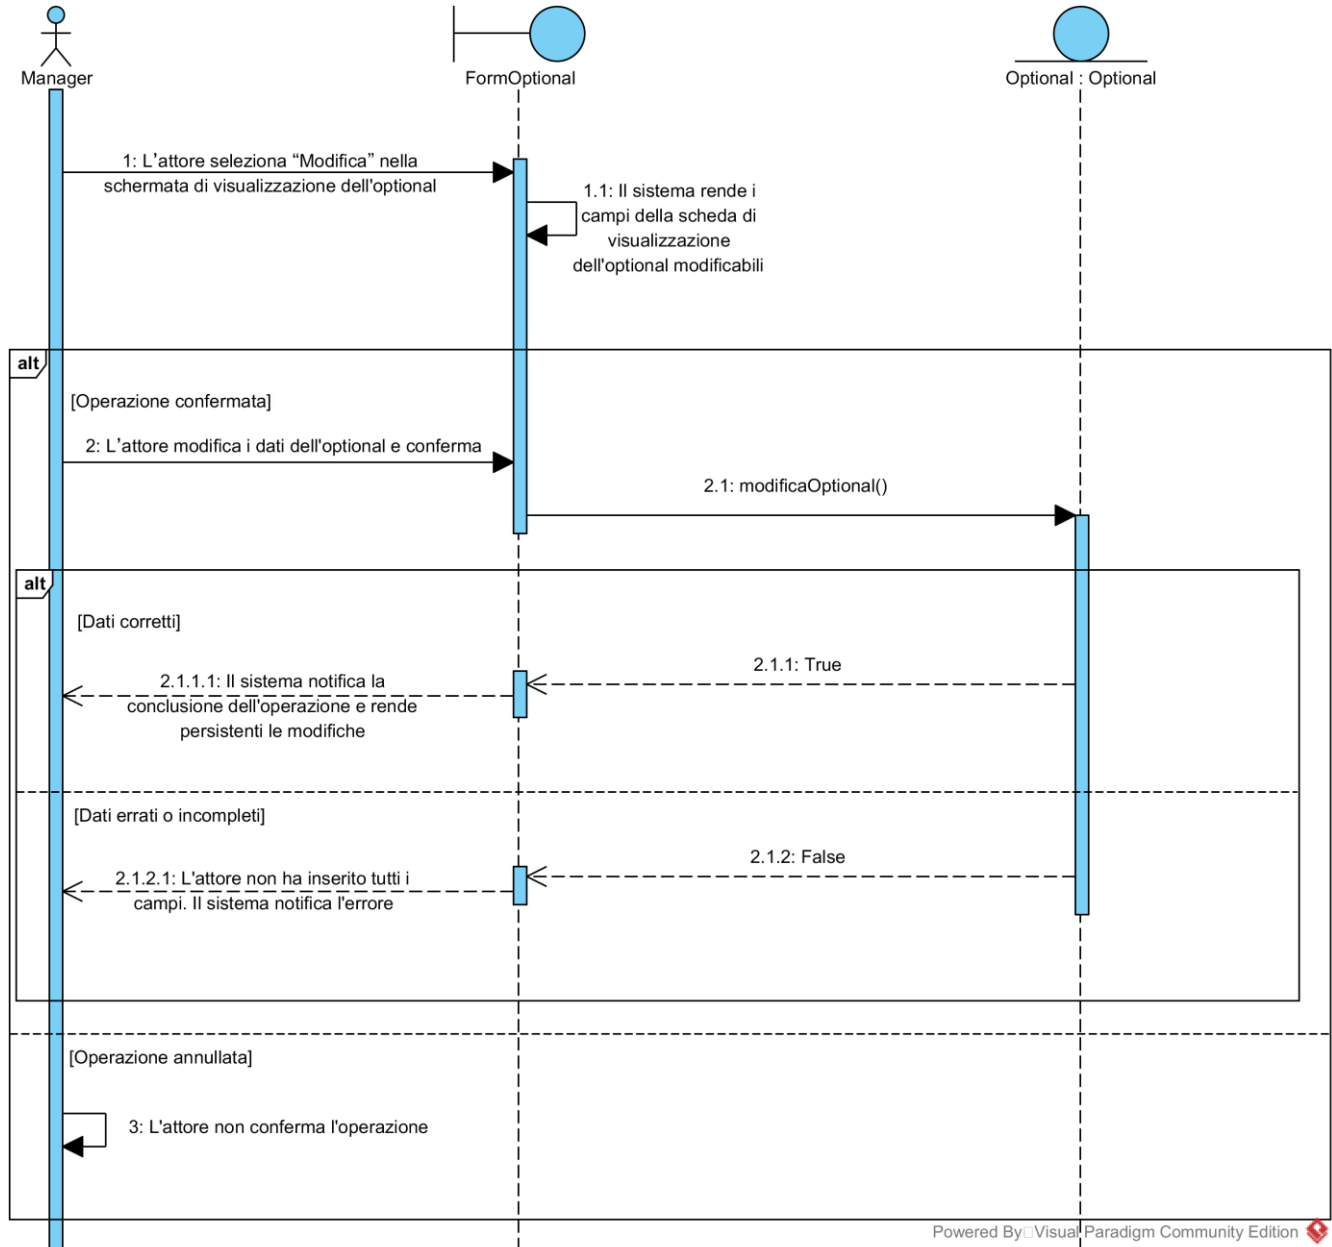 Manager
FormOptional
Optional : Optional
1: L'attore seleziona “Modifica” nella
schermata di visualizzazione dell'optional
1.1: Il sistema rende i
campi della scheda di
visualizzazione
dell'optional modificabili
alt
[Operazione confermata]
2: L'attore modifica i dati dell'optional e conferma
2.1: modificaOptional()
alt
[Dati corretti]
2.1.1: True
2.1.1.1: Il sistema notifica la
conclusione dell'operazione e rende
persistenti le modifiche
[Dati errati o incompleti]
2.1.2: False
2.1.2.1: L'attore non ha inserito tutti i
campi. Il sistema notifica l'errore
[Operazione annullata]
3: L'attore non conferma l'operazione
Powered By Visual Paradigm Community Edition